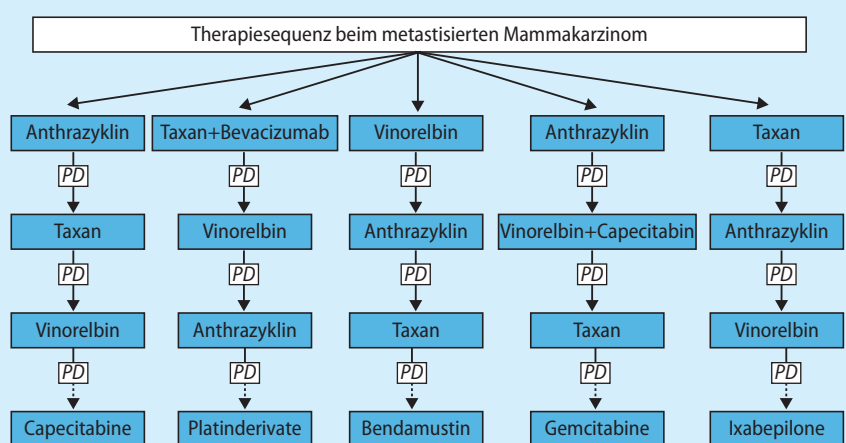 Therapiesequenz beim metastisierten Mammakarzinom
Anthrazyklin Taxan+Bevacizumab Vinorelbin Anthrazyklin Taxan
PD PD PD PD PD
Taxan Vinorelbin Anthrazyklin Vinorelbin+Capecitabin Anthrazyklin
PD PD PD PD PD
Vinorelbin Anthrazyklin Taxan Taxan Vinorelbin
PD PD PD PD PD
Capecitabine Platinderivate Bendamustin Gemcitabine Ixabepilone